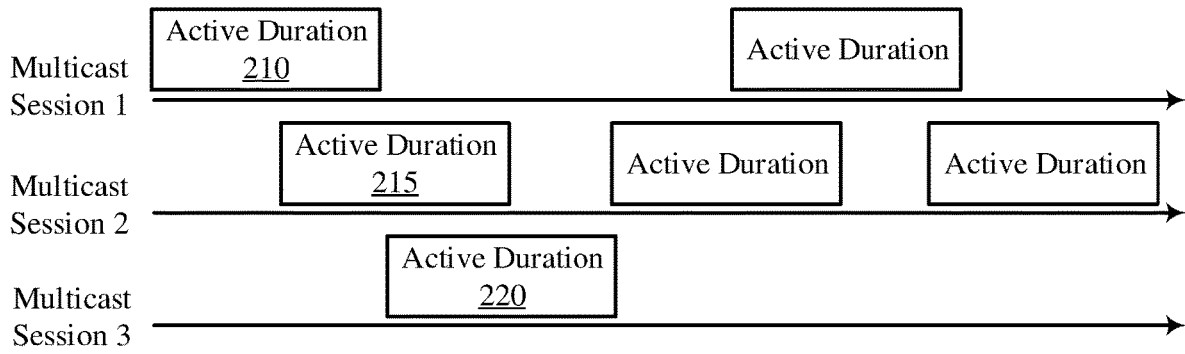 Active Duration
210
Active Duration
Multicast
Session 1
Active Duration
215
Active Duration
Active Duration
Multicast
Session 2
Active Duration
220
Multicast
Session 3